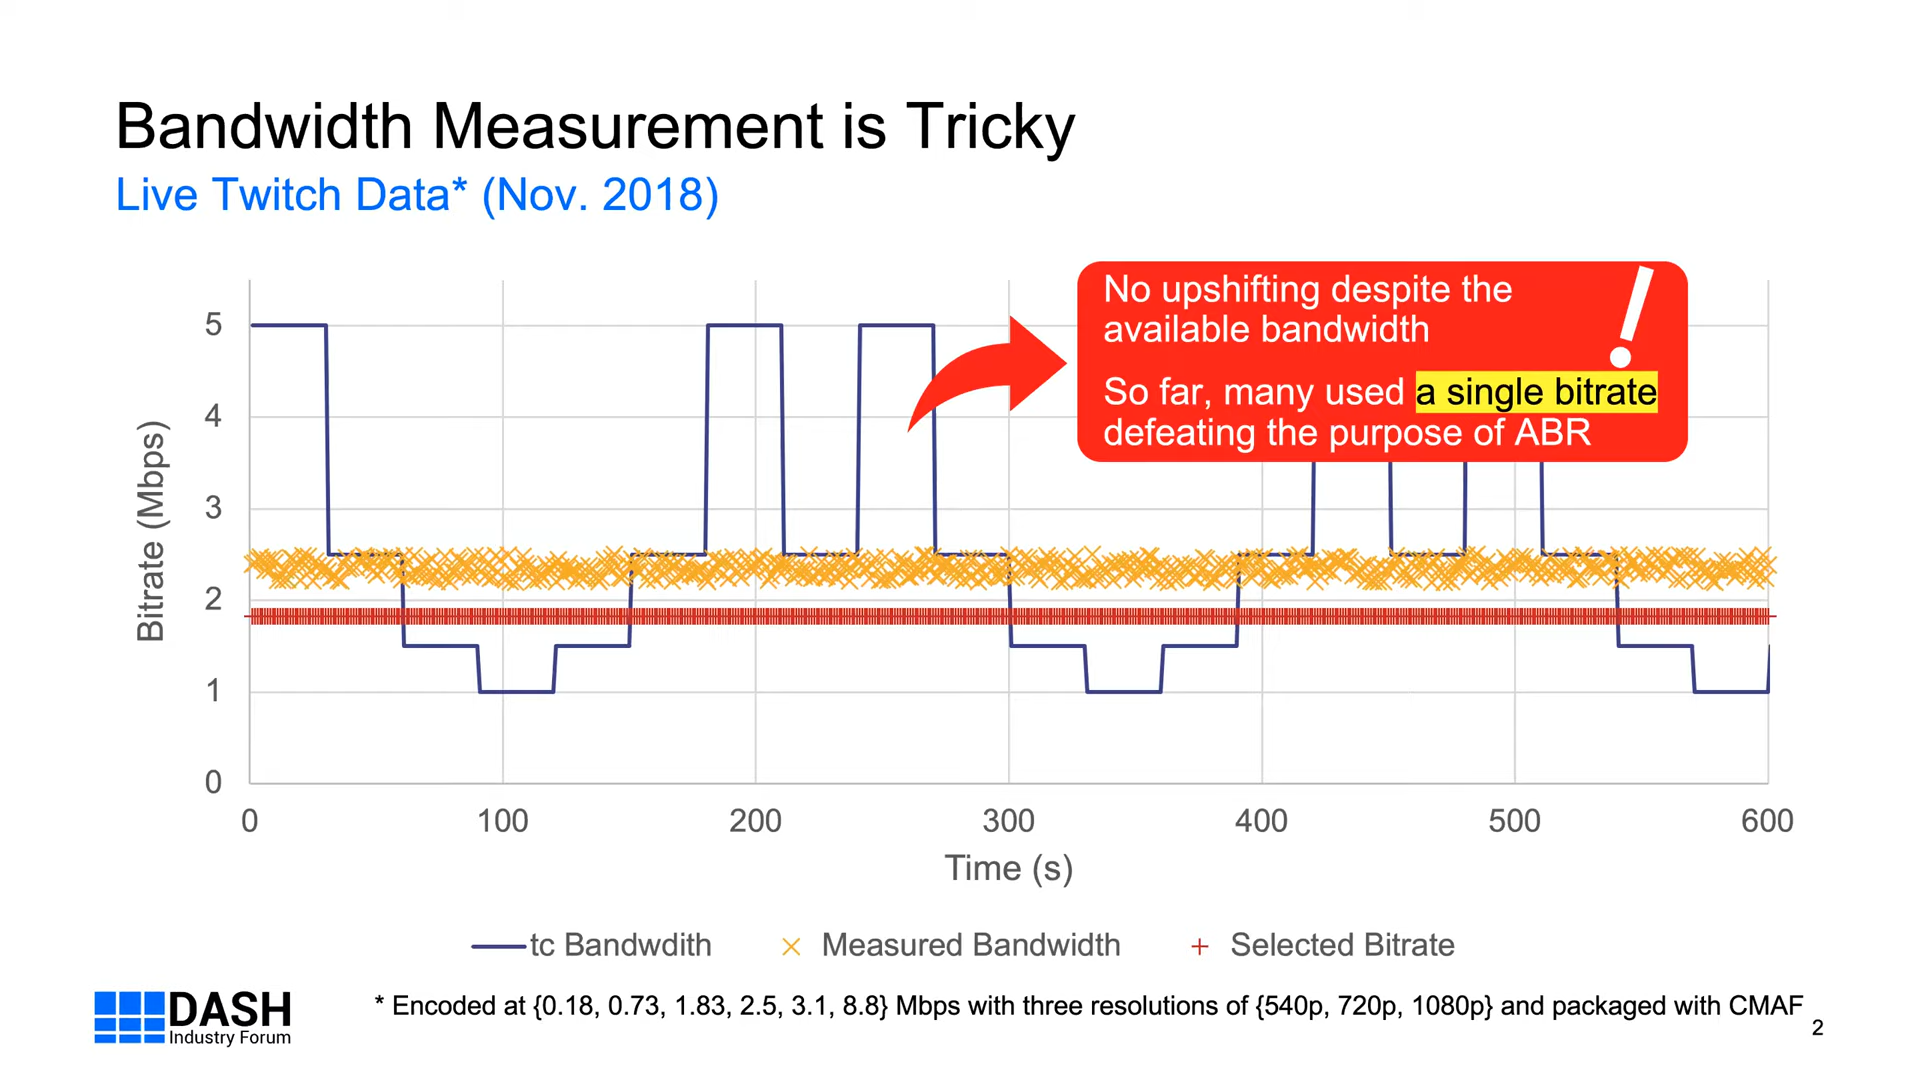 Bandwidth Measurement is Tricky
Live Twitch Data* (Nov. 2018)
No upshifting despite the
available bandwidth
So far, many used a single bitrate
defeating the purpose of ABR
!
Bitrate (Mbps)
5
4
3
2
1
0
0 100 200 300 400 500 600
Time (s)
tc Bandwdith Measured Bandwidth Selected Bitrate
* Encoded at {0.18, 0.73, 1.83, 2.5, 3.1, 8.8} Mbps with three resolutions of {540p, 720p, 1080p} and packaged with CMAF
DASH
Industry Forum
2